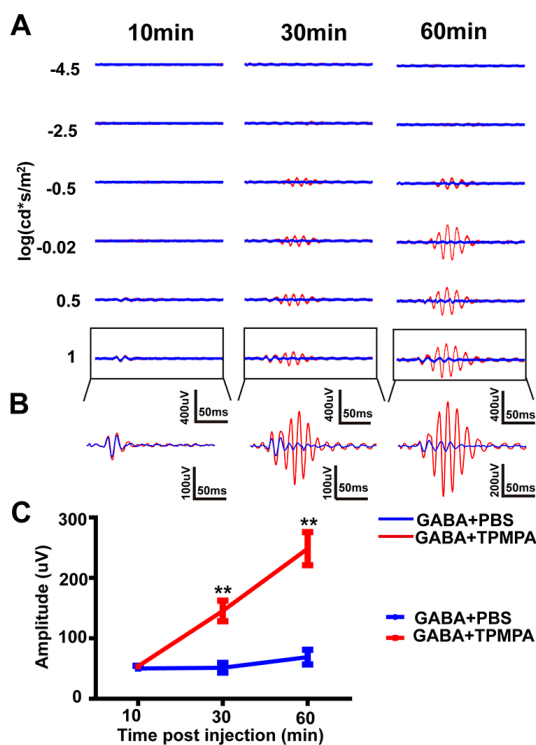 A
10min 30min 60min
-4.5
-2.5
-0.5
-0.02
0.5
1
log(cd*s/m²)
B
400uV 50ms
400uV 50ms
400uV 50ms
100uV 50ms
100uV 50ms
200uV 50ms
C
GABA+PBS
GABA+TPMPA
GABA+PBS
GABA+TPMPA
Amplitude (uV)
300
200
100
0
**
**
10 30 60
Time post injection (min)